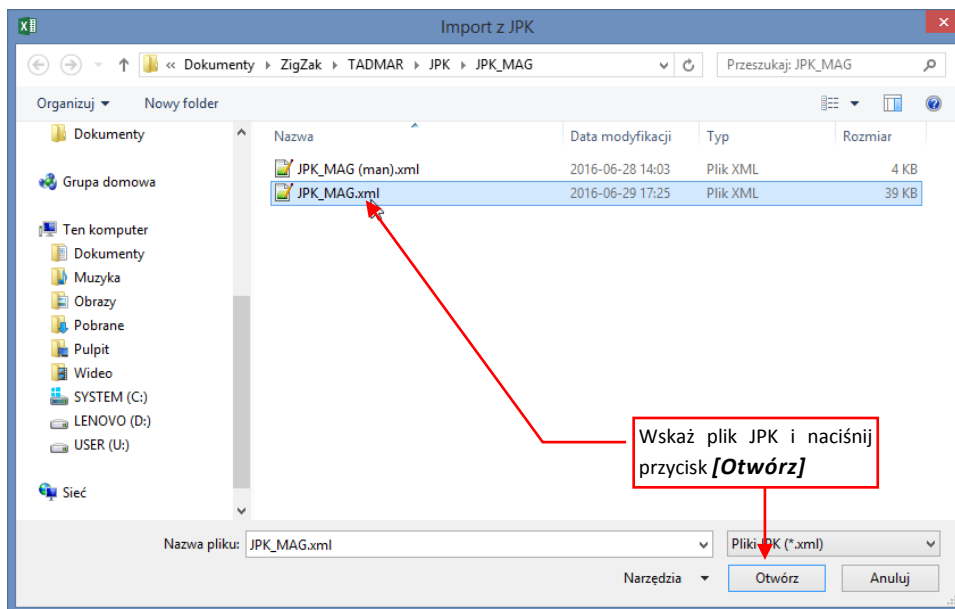 Import z JPK
« Dokumenty ▸ ZigZak ▸ TADMAR ▸ JPK ▸ JPK_MAG
Przeszukaj: JPK_MAG
Organizuj
Nowy folder
Nazwa
Data modyfikacji
Typ
Rozmiar
JPK_MAG (man).xml
2016-06-28 14:03
Plik XML
4 KB
JPK_MAG.xml
2016-06-29 17:25
Plik XML
39 KB
Dokumenty
Grupa domowa
Ten komputer
Dokumenty
Muzyka
Obrazy
Pobrane
Pulpit
Wideo
SYSTEM (C:)
LENOVO (D:)
USER (U:)
Sieć
Wskaż plik JPK i naciśnij
przycisk [Otwórz]
Nazwa pliku:
JPK_MAG.xml
Pliki JPK (*.xml)
Narzędzia
Otwórz
Anuluj